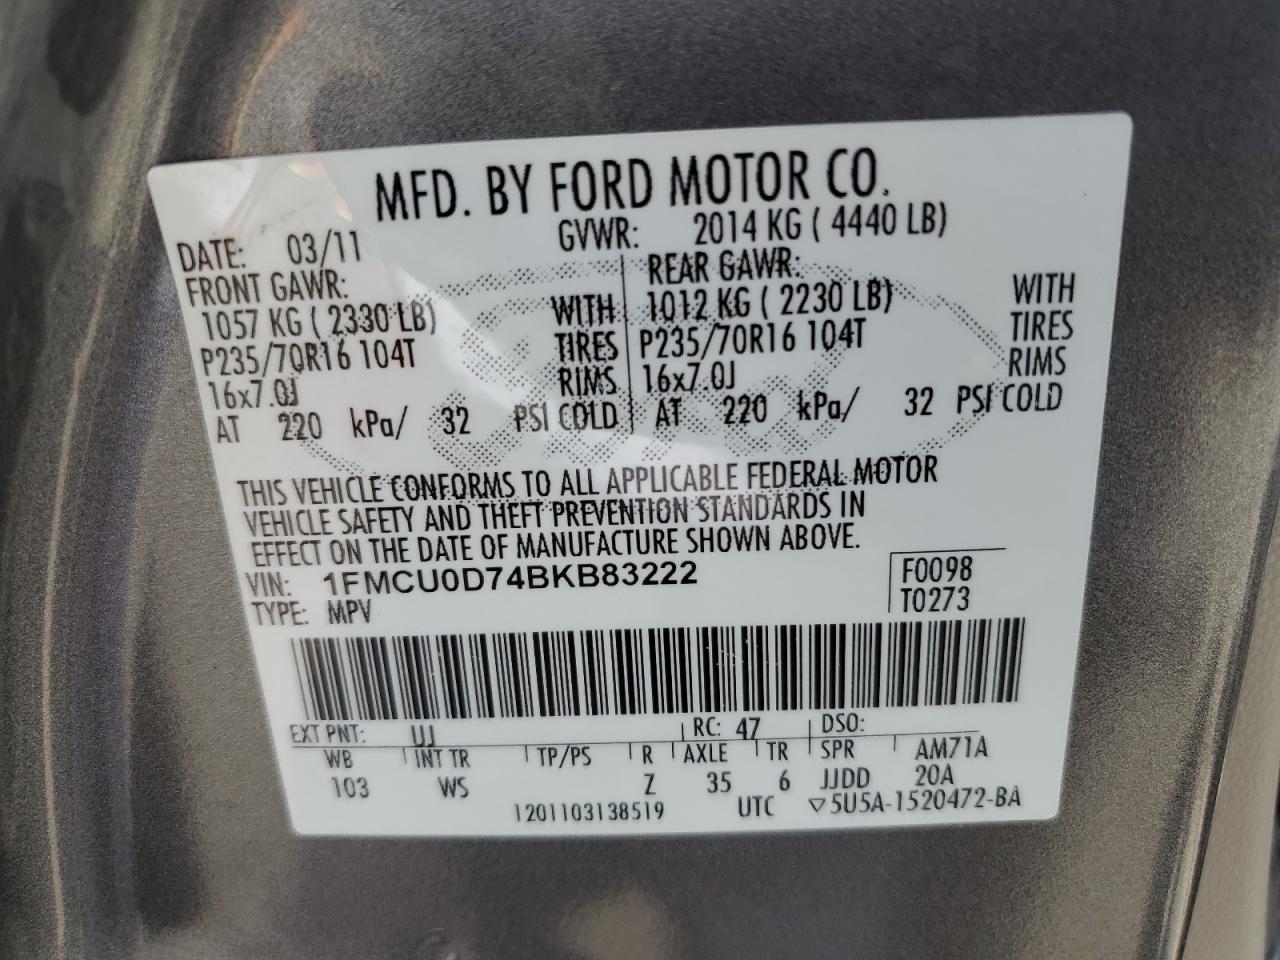 MFD. BY FORD MOTOR CO.
DATE: 03/11 GVWR: 2014 KG ( 4440 LB)
FRONT GAWR: REAR GAWR:
1057 KG ( 2330 LB) WITH 1012 KG ( 2230 LB) WITH
P235/70R16 104T TIRES P235/70R16 104T TIRES
16x7.0J RIMS 16x7.0J RIMS
AT 220 kPa/ 32 PSI COLD AT 220 kPa/ 32 PSI COLD
THIS VEHICLE CONFORMS TO ALL APPLICABLE FEDERAL MOTOR
VEHICLE SAFETY AND THEFT PREVENTION STANDARDS IN
EFFECT ON THE DATE OF MANUFACTURE SHOWN ABOVE.
VIN: 1FMCU0D74BKB83222 F0098
TYPE: MPV T0273
EXT PNT: UJ RC: 47 DSO:
WB INT TR TP/PS R AXLE TR SPR AM71A
103 WS Z 35 6 JJDD 20A
1201103138519 UTC ▽5U5A-1520472-BA